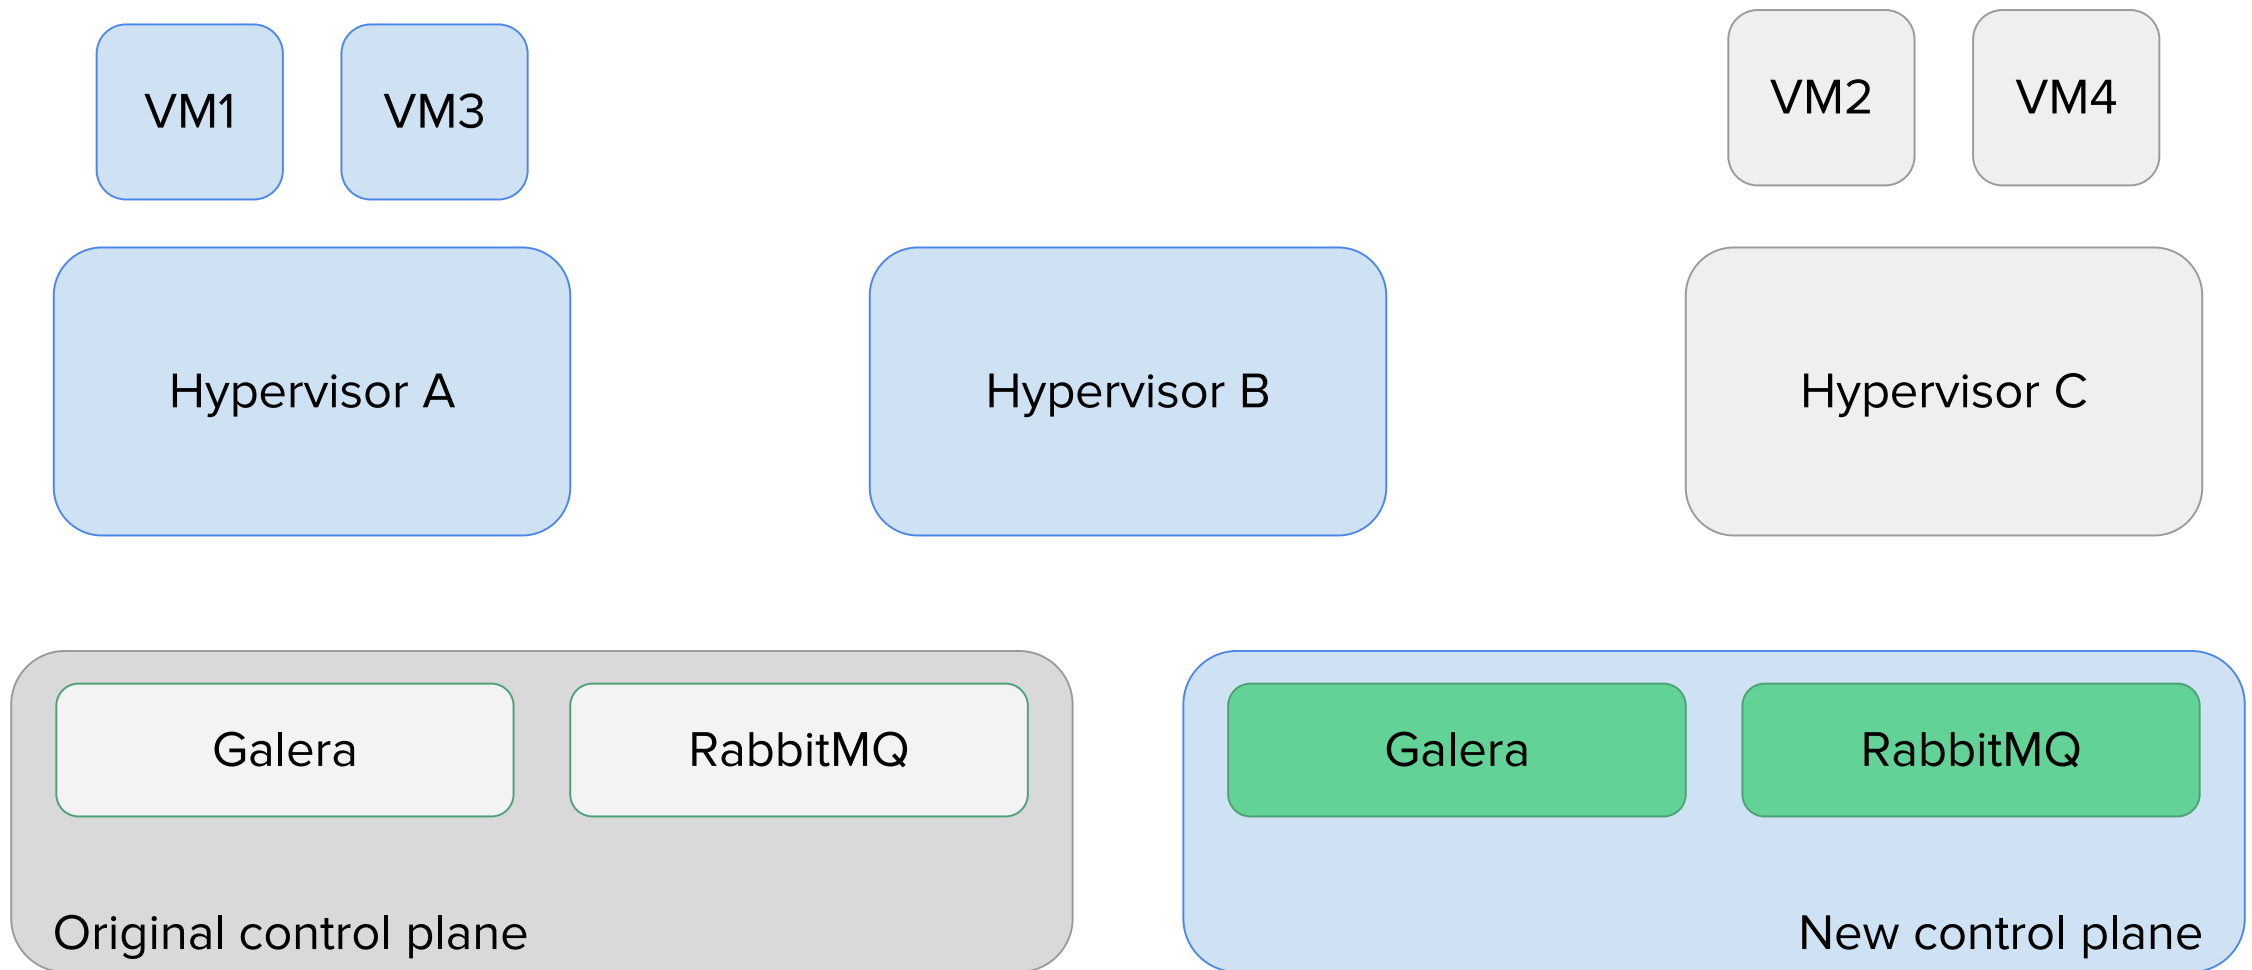 VM1
VM3
VM2
VM4
Hypervisor A
Hypervisor B
Hypervisor C
Galera
RabbitMQ
Galera
RabbitMQ
Original control plane
New control plane